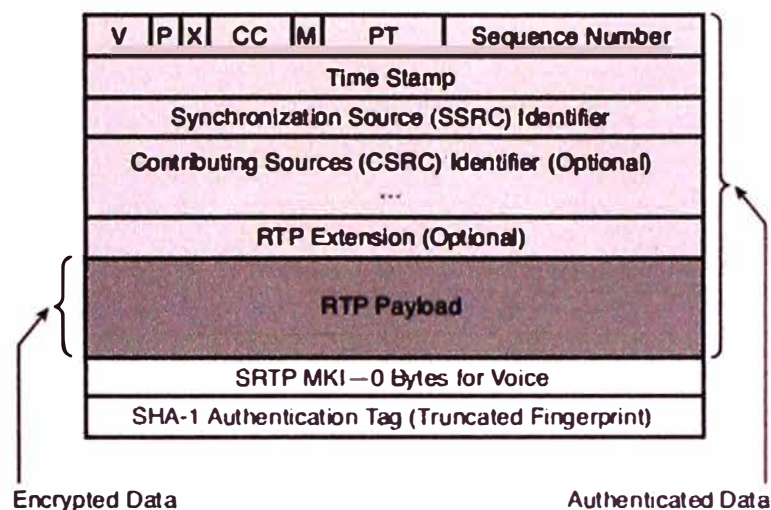 V P X CC M PT Sequence Number
Time Stamp
Synchronization Source (SSRC) Identifier
Contributing Sources (CSRC) Identifier (Optional)
...
RTP Extension (Optional)
RTP Payload
SRTP MKI—0 Bytes for Voice
SHA-1 Authentication Tag (Truncated Fingerprint)
Encrypted Data
Authenticated Data